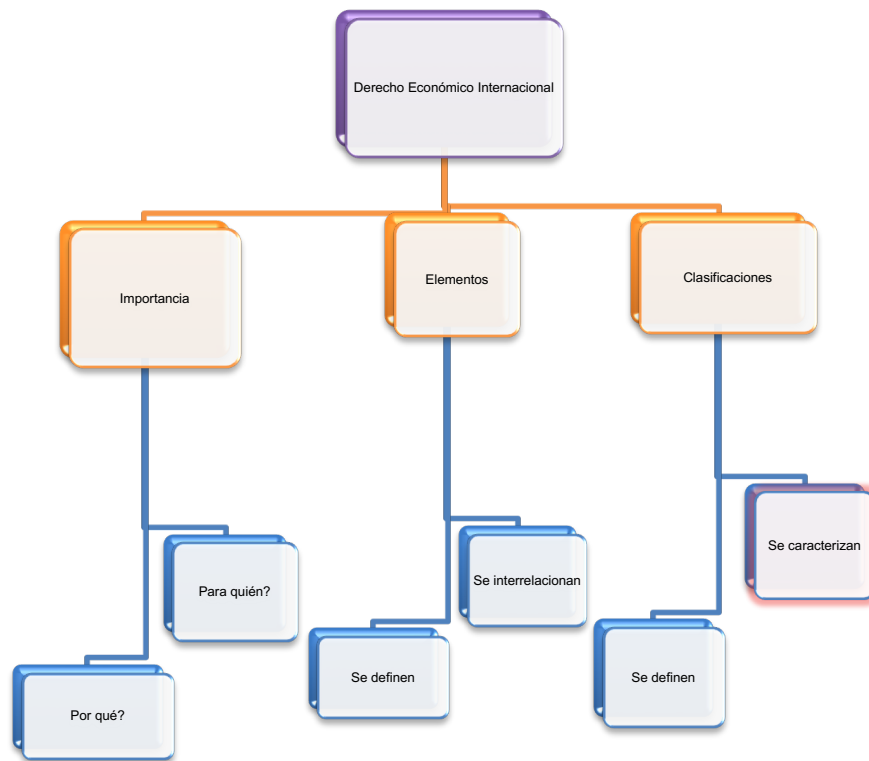 Derecho Económico Internacional
Importancia
Elementos
Clasificaciones
Para quién?
Por qué?
Se interrelacionan
Se definen
Se caracterizan
Se definen